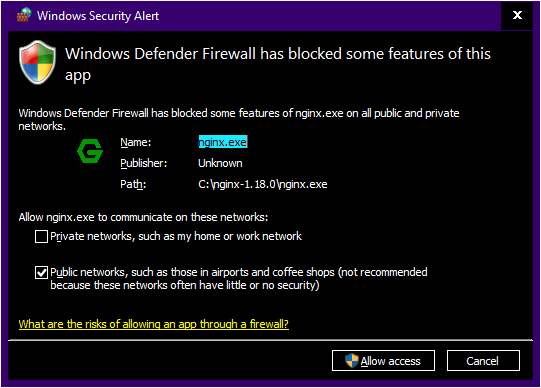 Windows Security Alert
Windows Defender Firewall has blocked some features of this
app
Windows Defender Firewall has blocked some features of nginx.exe on all public and private
networks.
Name: nginx.exe
Publisher: Unknown
Path: C:\nginx-1.18.0\nginx.exe
Allow nginx.exe to communicate on these networks:
Private networks, such as my home or work network
Public networks, such as those in airports and coffee shops (not recommended
because these networks often have little or no security)
What are the risks of allowing an app through a firewall?
Allow access Cancel